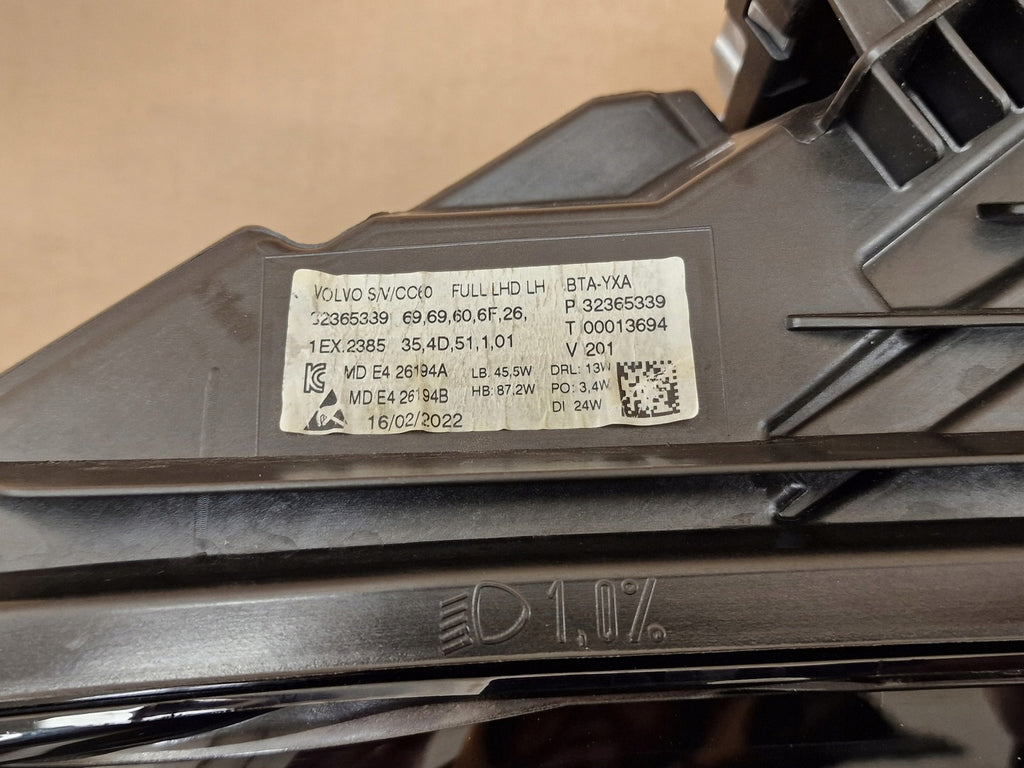 VOLVO S/V/CC60 FULL LHD LH BTA-YXA
32365339 69,69,60,6F,26, P 32365339
T 00013694
1EX.2385 35,4D,51,1,01 V 201
MD E4 26194A LB: 45,5W DRL: 13W
MD E4 26194B HB: 87,2W PO: 3,4W
DI 24W
16/02/2022
1,0%